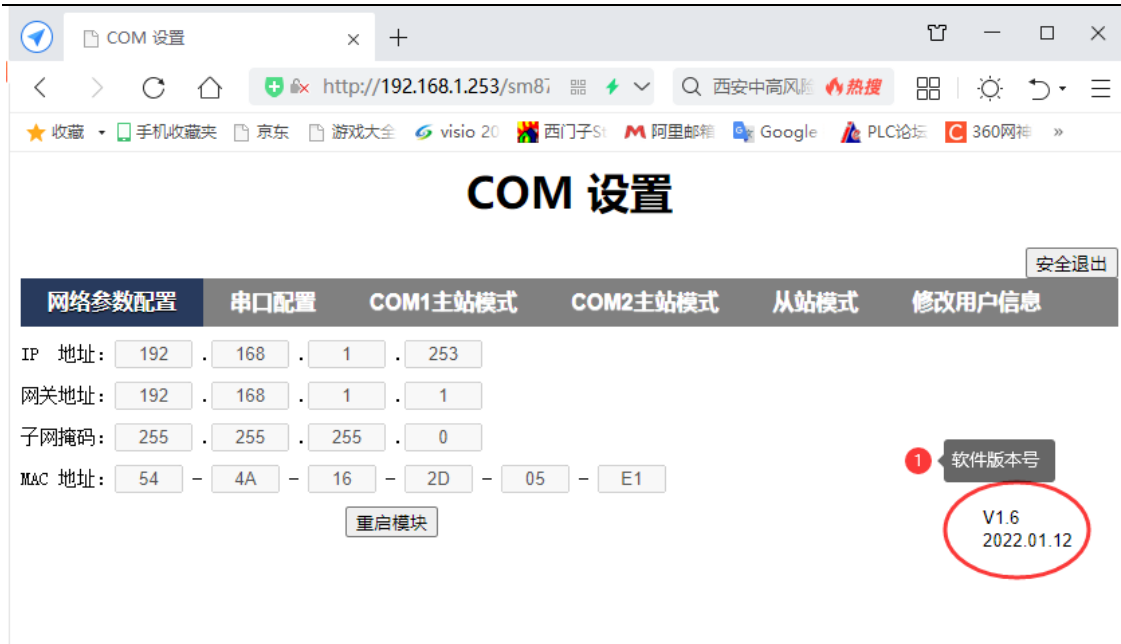 COM 设置
http://192.168.1.253/sm87
西安中高风险 热搜
收藏 手机收藏夹 京东 游戏大全 visio 20 西门子St 阿里邮箱 Google PLC论坛 360网神 »
COM 设置
安全退出
网络参数配置 串口配置 COM1主站模式 COM2主站模式 从站模式 修改用户信息
IP 地址: 192 . 168 . 1 . 253
网关地址: 192 . 168 . 1 . 1
子网掩码: 255 . 255 . 255 . 0
MAC 地址: 54 - 4A - 16 - 2D - 05 - E1
1 软件版本号
重启模块
V1.6
2022.01.12